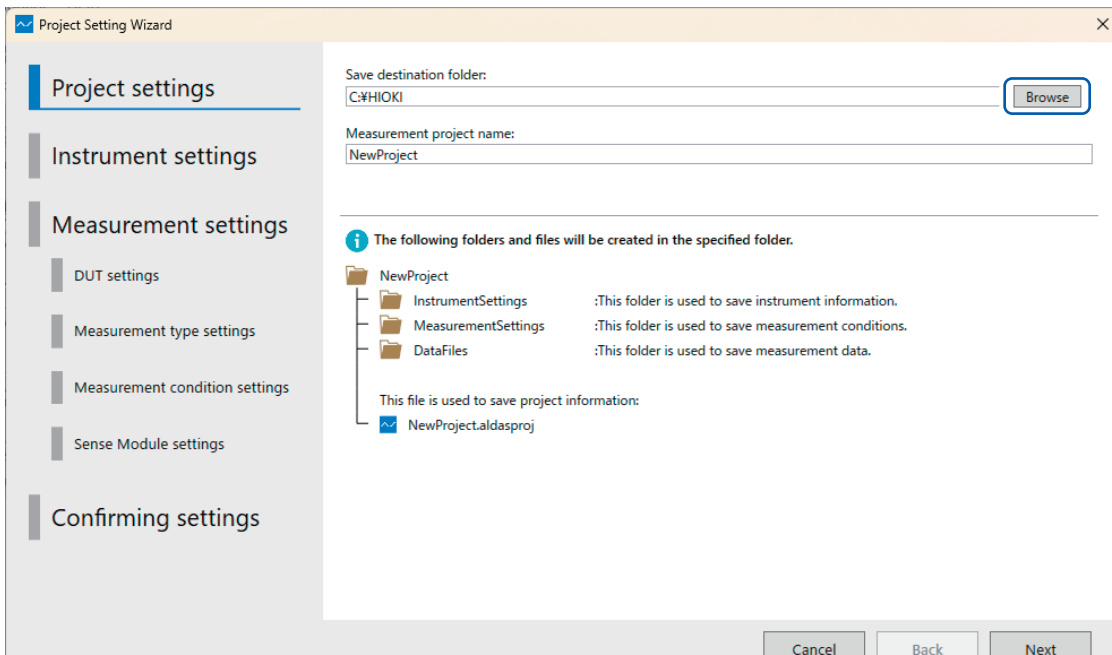 Project Setting Wizard
Project settings
Instrument settings
Measurement settings
DUT settings
Measurement type settings
Measurement condition settings
Sense Module settings
Confirming settings
Save destination folder:
C:¥HIOKI
Browse
Measurement project name:
NewProject
The following folders and files will be created in the specified folder.
NewProject
InstrumentSettings :This folder is used to save instrument information.
MeasurementSettings :This folder is used to save measurement conditions.
DataFiles :This folder is used to save measurement data.
This file is used to save project information:
NewProject.aldasproj
Cancel Back Next